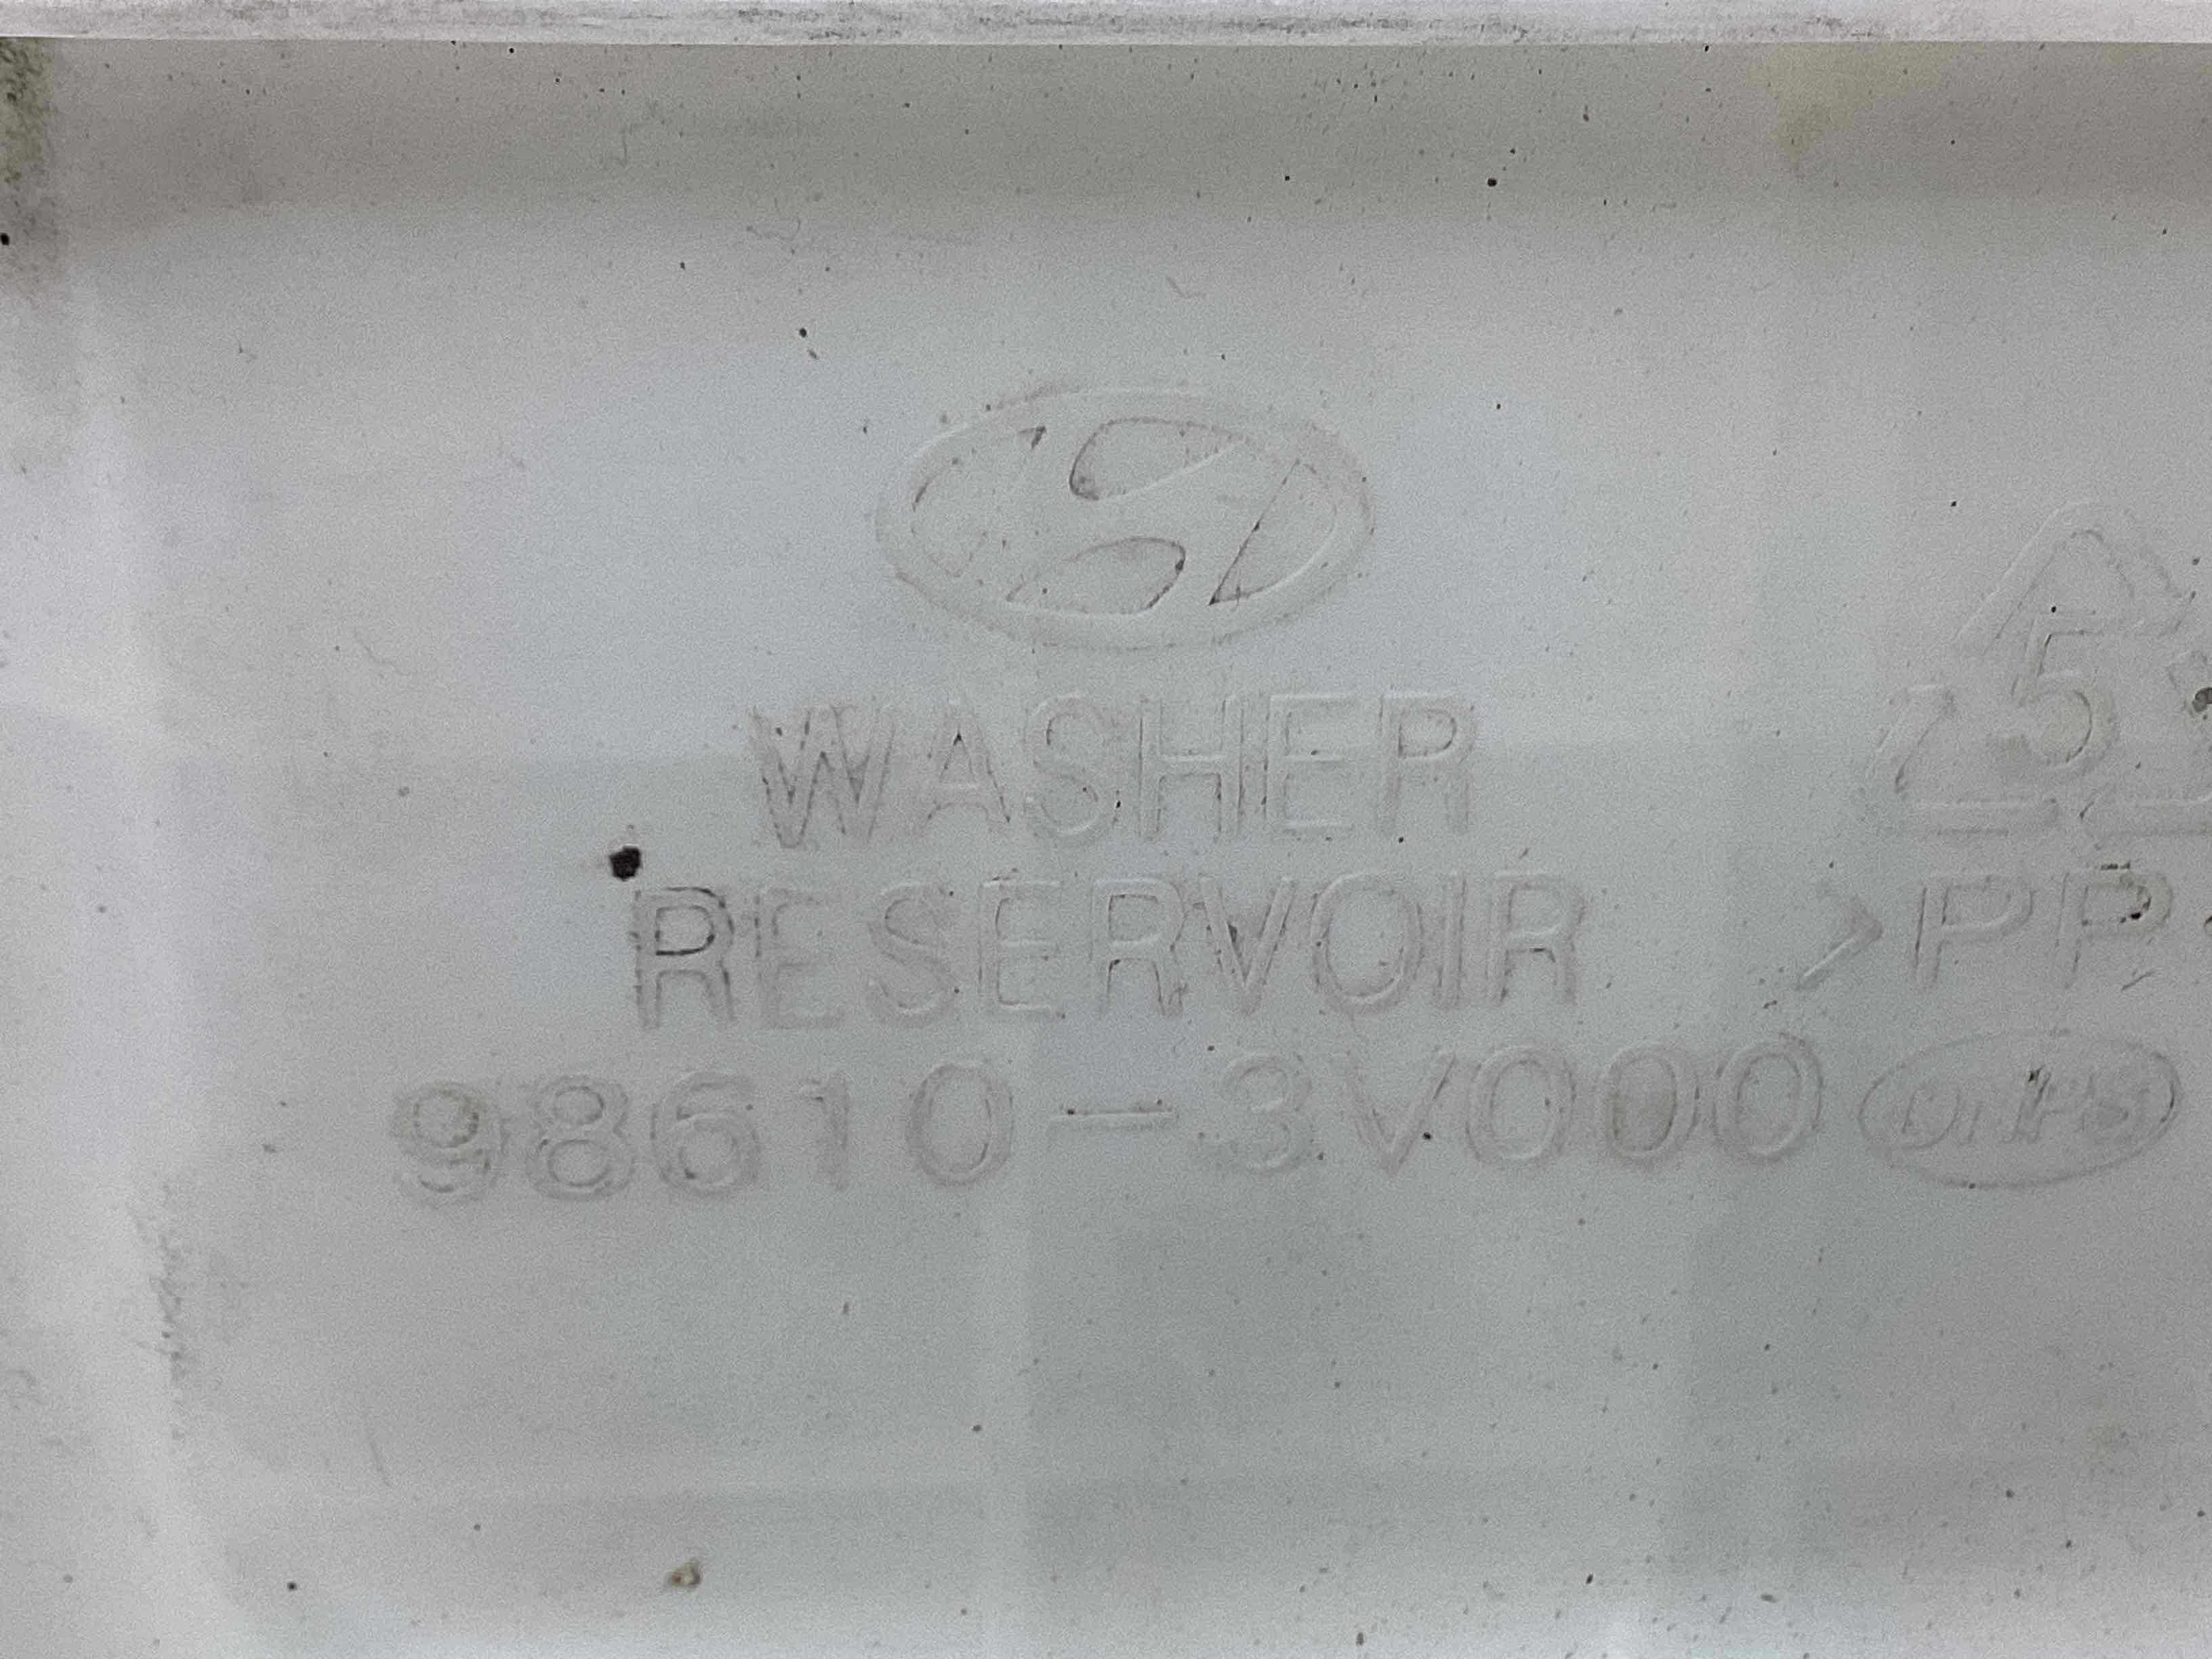 WASHER
RESERVOIR
98610-3V000
5
>PP